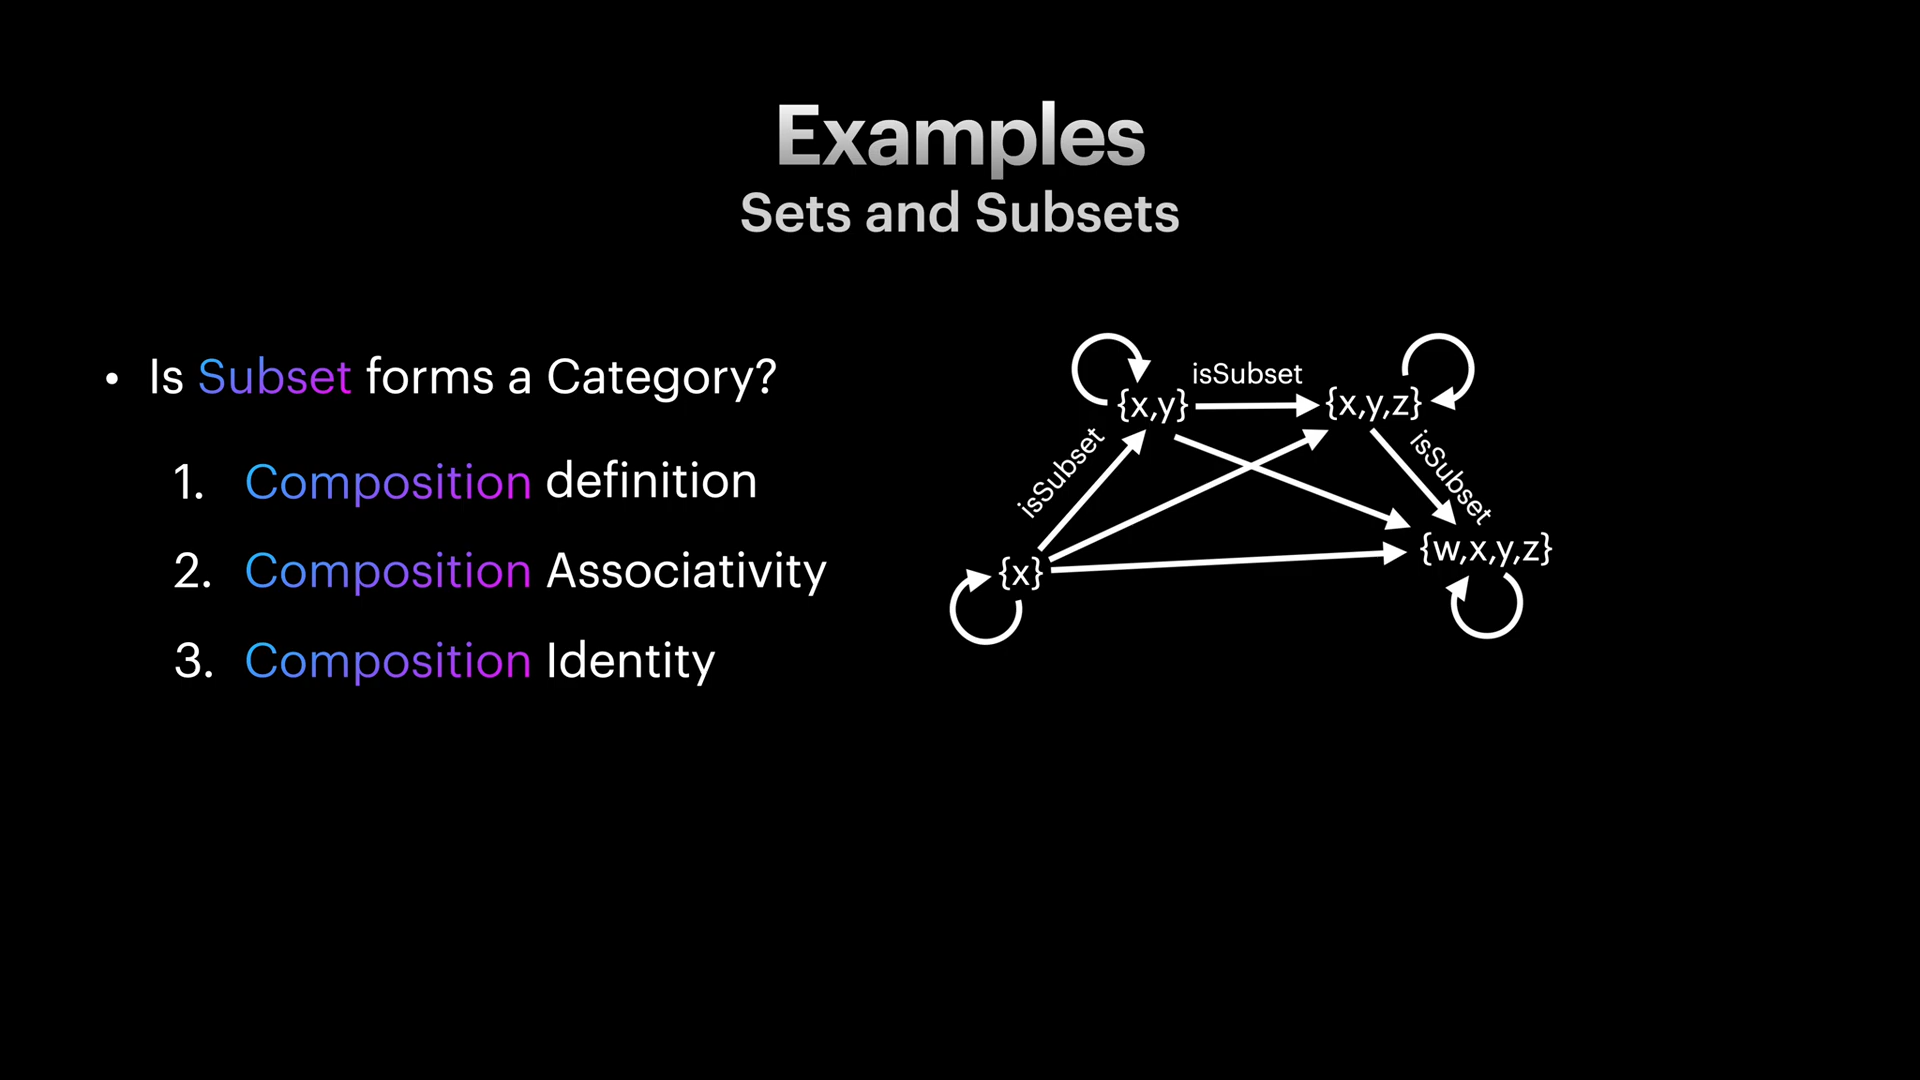 Examples
Sets and Subsets
• Is Subset forms a Category?
1. Composition definition
2. Composition Associativity
3. Composition Identity
isSubset
{x,y}
{x,y,z}
isSubset
isSubset
{x}
{w,x,y,z}